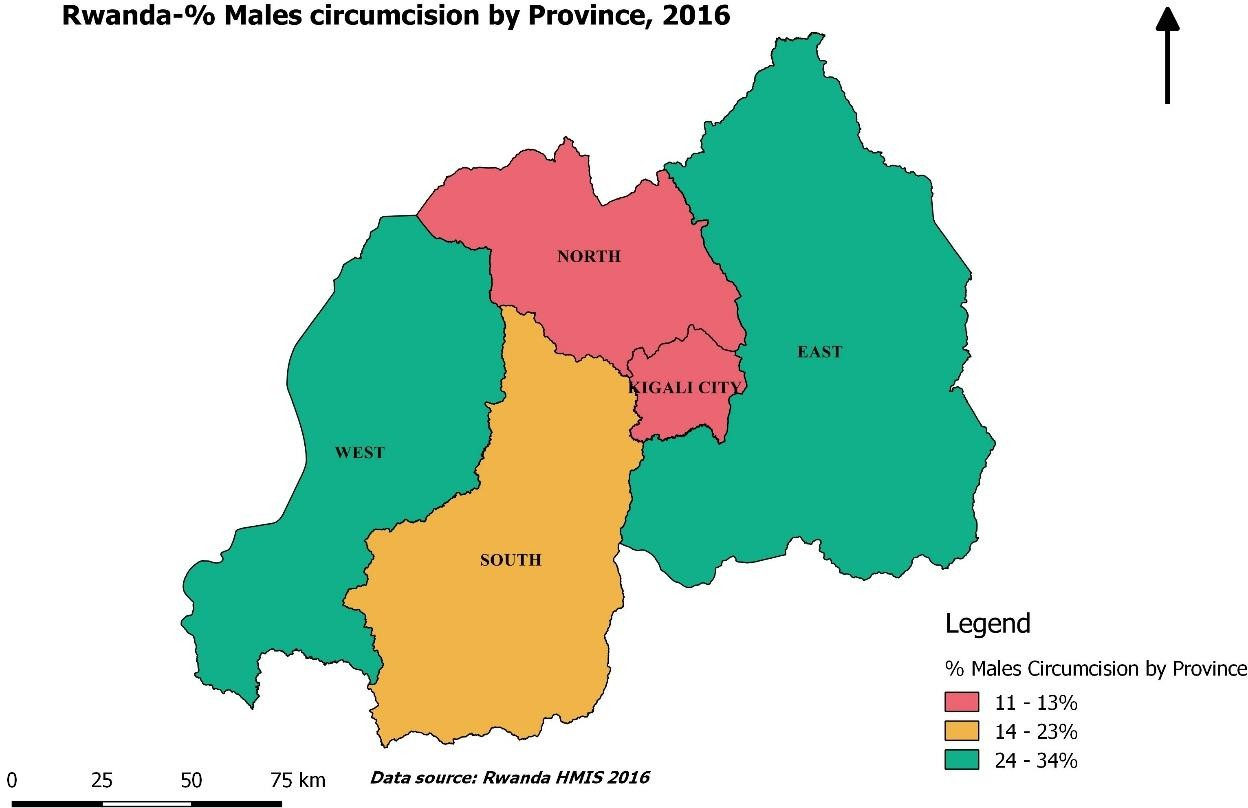 Rwanda-% Males circumcision by Province, 2016
NORTH
EAST
KIGALI CITY
WEST
SOUTH
Legend
% Males Circumcision by Province
11 - 13%
14 - 23%
24 - 34%
0 25 50 75 km
Data source: Rwanda HMIS 2016